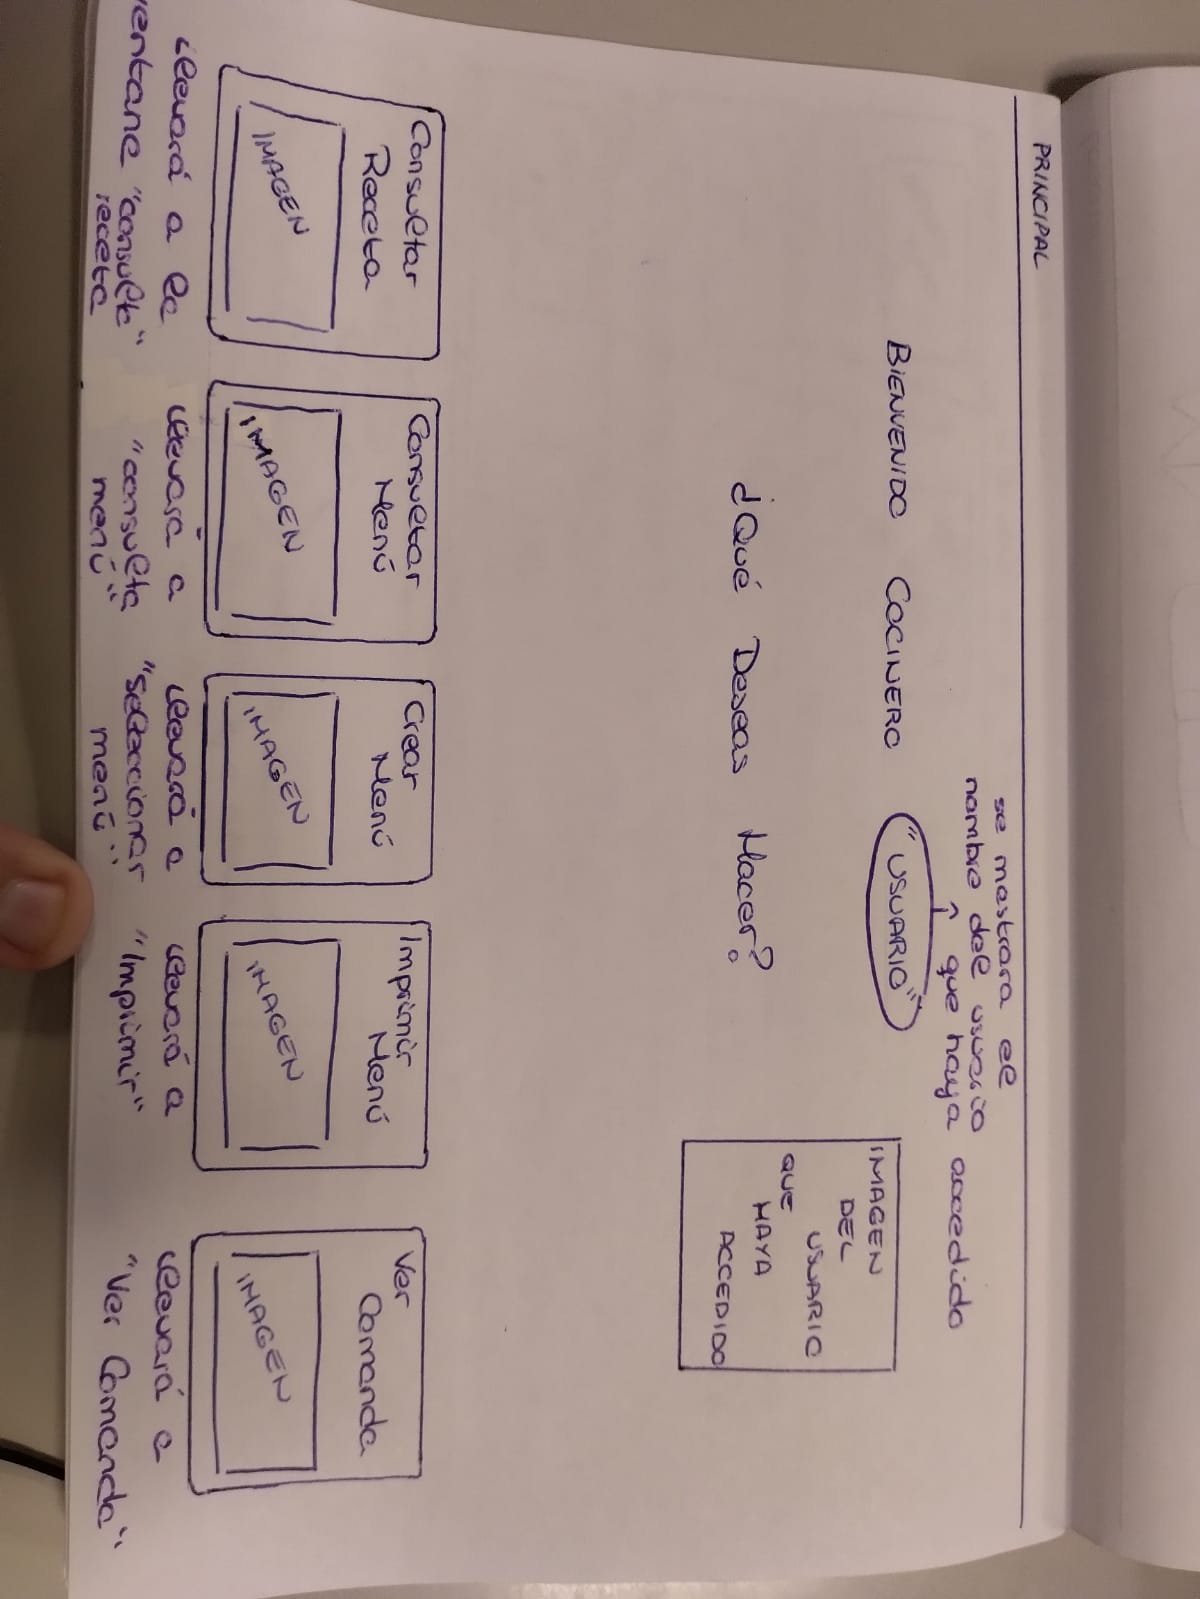 PRINCIPAL
se mostrara el
nombre del usuario
que haya accedido
BIENVENIDO COCINERO "USUARIO"
IMAGEN
DEL
USUARIO
QUE
HAYA
ACCEDIDO
¿Qué Deseas Hacer?
Consultar
Receta
IMAGEN
llevará a la
ventana "consulta"
receta
Consultar
Menú
IMAGEN
llevará a
"consulta
menú"
Crear
Menú
IMAGEN
llevará a
"seleccionar
menú"
Imprimir
Menú
IMAGEN
llevará a
"Imprimir"
Ver
Comanda
IMAGEN
llevará a
"Ver Comanda"